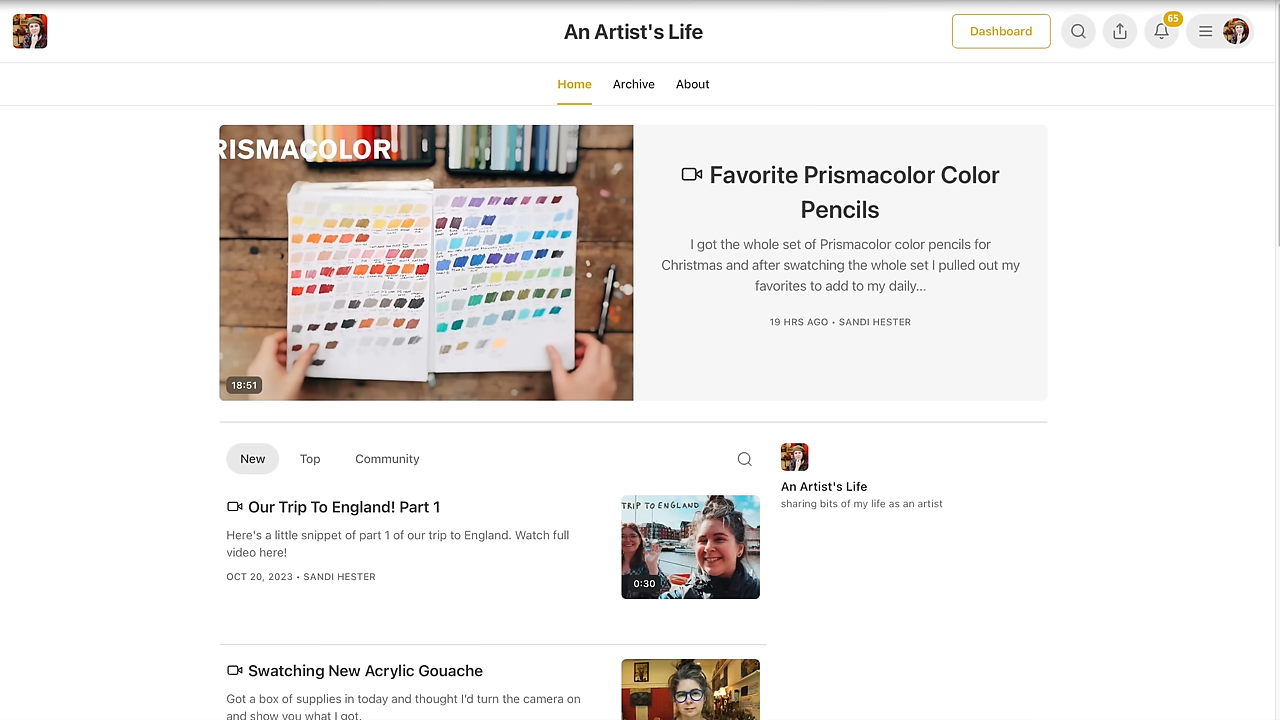 An Artist's Life
Dashboard
65
Home
Archive
About
RISMACOLOR
18:51
Favorite Prismacolor Color
Pencils
I got the whole set of Prismacolor color pencils for
Christmas and after swatching the whole set I pulled out my
favorites to add to my daily...
19 HRS AGO • SANDI HESTER
New
Top
Community
An Artist's Life
sharing bits of my life as an artist
Our Trip To England! Part 1
Here's a little snippet of part 1 of our trip to England. Watch full
video here!
OCT 20, 2023 • SANDI HESTER
TRIP TO ENGLAND
0:30
Swatching New Acrylic Gouache
Got a box of supplies in today and thought I'd turn the camera on
and show you what I got.